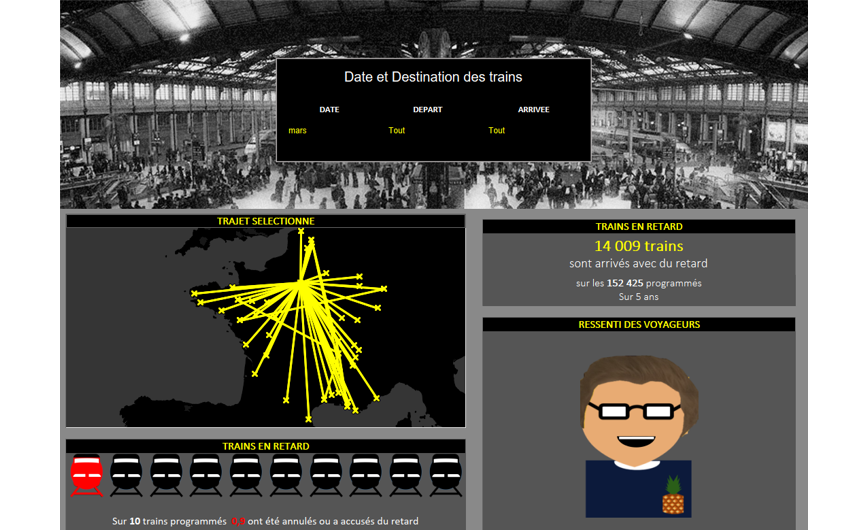 Date et Destination des trains
DATE DEPART ARRIVEE
mars Tout Tout
TRAJET SELECTIONNE
TRAINS EN RETARD
14 009 trains
sont arrivés avec du retard
sur les 152 425 programmés
Sur 5 ans
RESSENTI DES VOYAGEURS
TRAINS EN RETARD
Sur 10 trains programmés 0,9 ont été annulés ou a accusés du retard